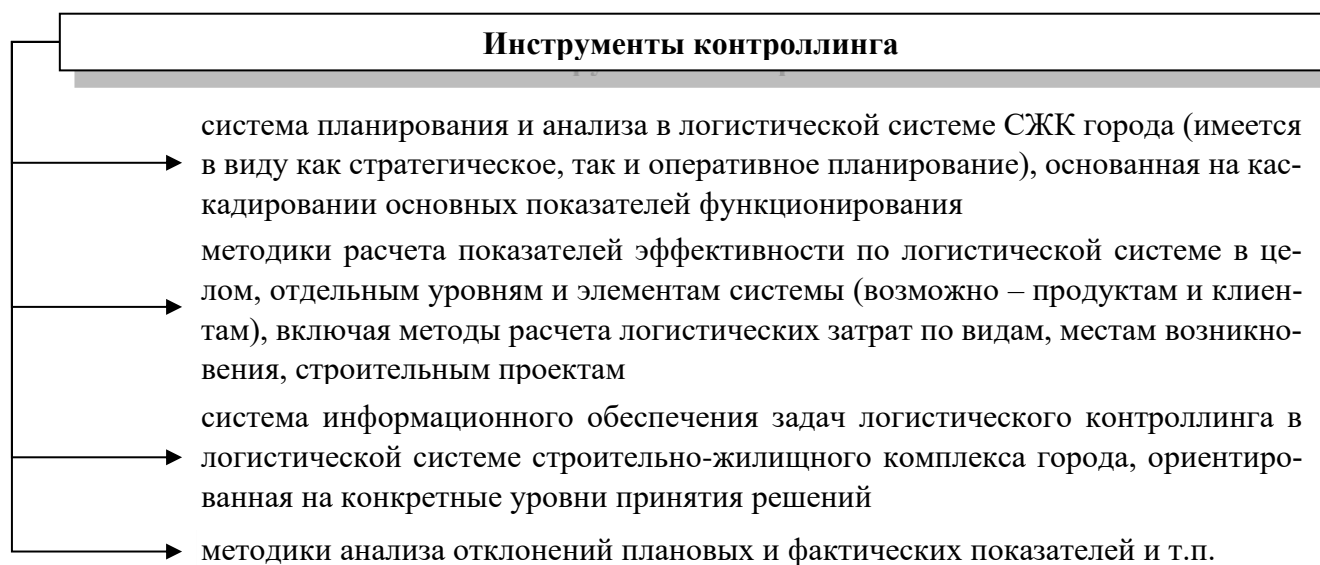 Инструменты контроллинга
система планирования и анализа в логистической системе СЖК города (имеется
в виду как стратегическое, так и оперативное планирование), основанная на кас-
кадировании основных показателей функционирования
методики расчета показателей эффективности по логистической системе в це-
лом, отдельным уровням и элементам системы (возможно – продуктам и клиен-
там), включая методы расчета логистических затрат по видам, местам возникно-
вения, строительным проектам
система информационного обеспечения задач логистического контроллинга в
логистической системе строительно-жилищного комплекса города, ориентиро-
ванная на конкретные уровни принятия решений
методики анализа отклонений плановых и фактических показателей и т.п.